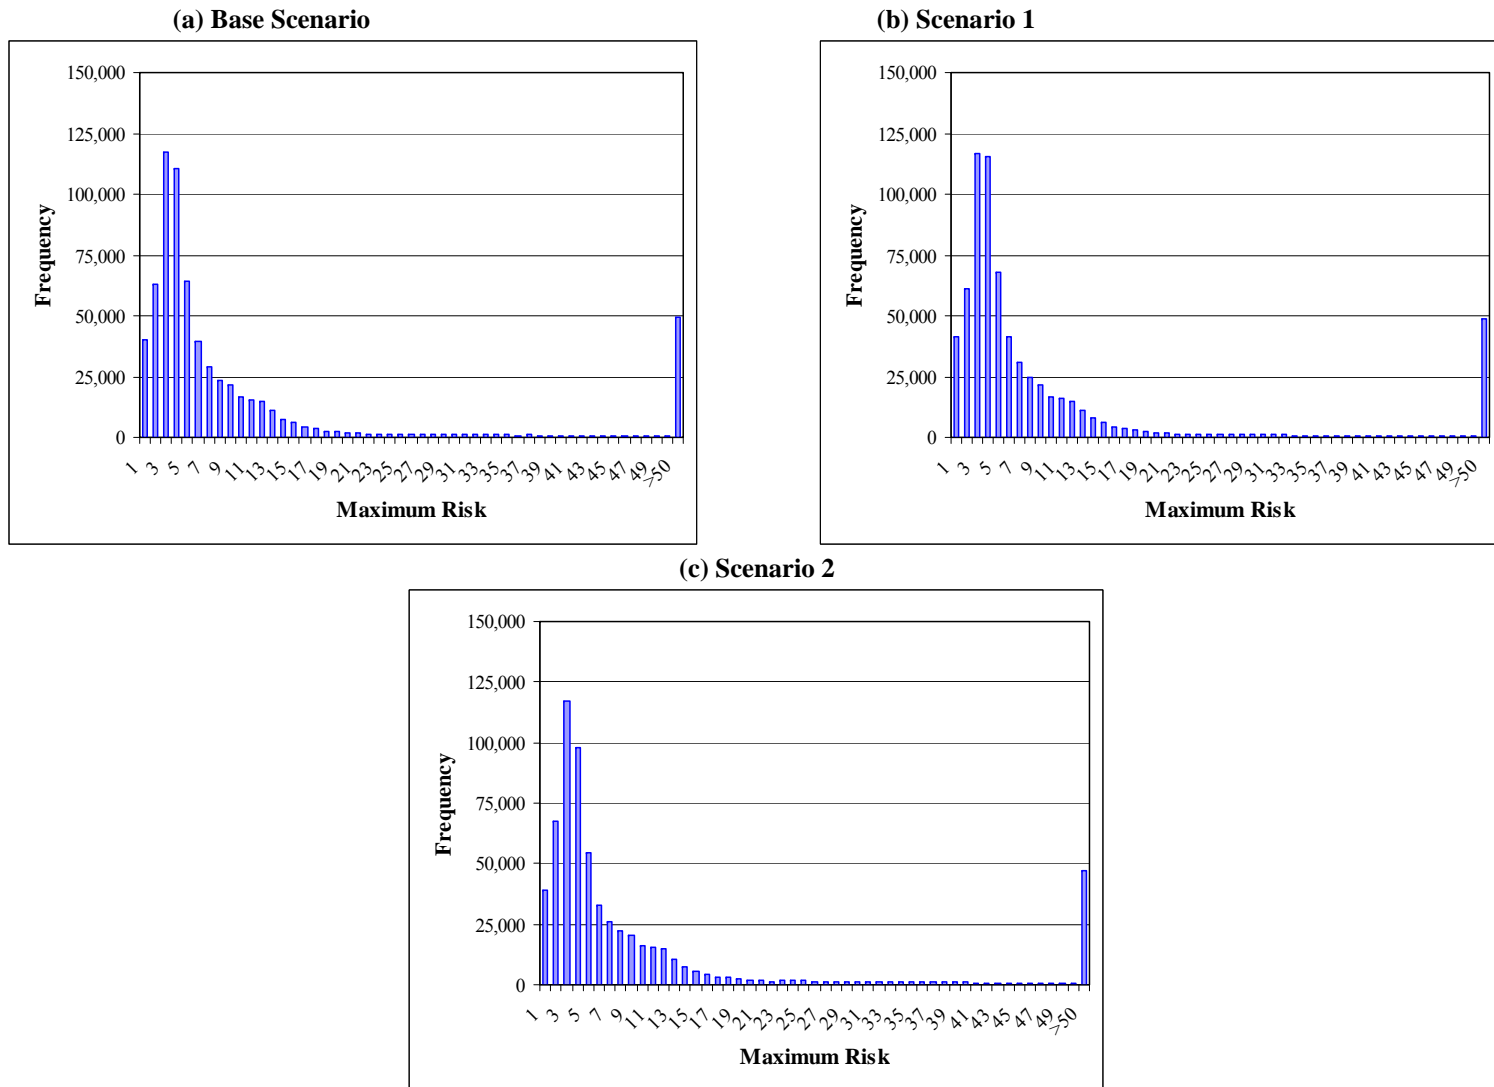 (a) Base Scenario
150,000
125,000
100,000
75,000
50,000
25,000
0
Frequency
1 3 5 7 9 11 13 15 17 19 21 23 25 27 29 31 33 35 37 39 41 43 45 47 49 >50
Maximum Risk
(b) Scenario 1
150,000
125,000
100,000
75,000
50,000
25,000
0
Frequency
1 3 5 7 9 11 13 15 17 19 21 23 25 27 29 31 33 35 37 39 41 43 45 47 49 >50
Maximum Risk
(c) Scenario 2
150,000
125,000
100,000
75,000
50,000
25,000
0
Frequency
1 3 5 7 9 11 13 15 17 19 21 23 25 27 29 31 33 35 37 39 41 43 45 47 49 >50
Maximum Risk